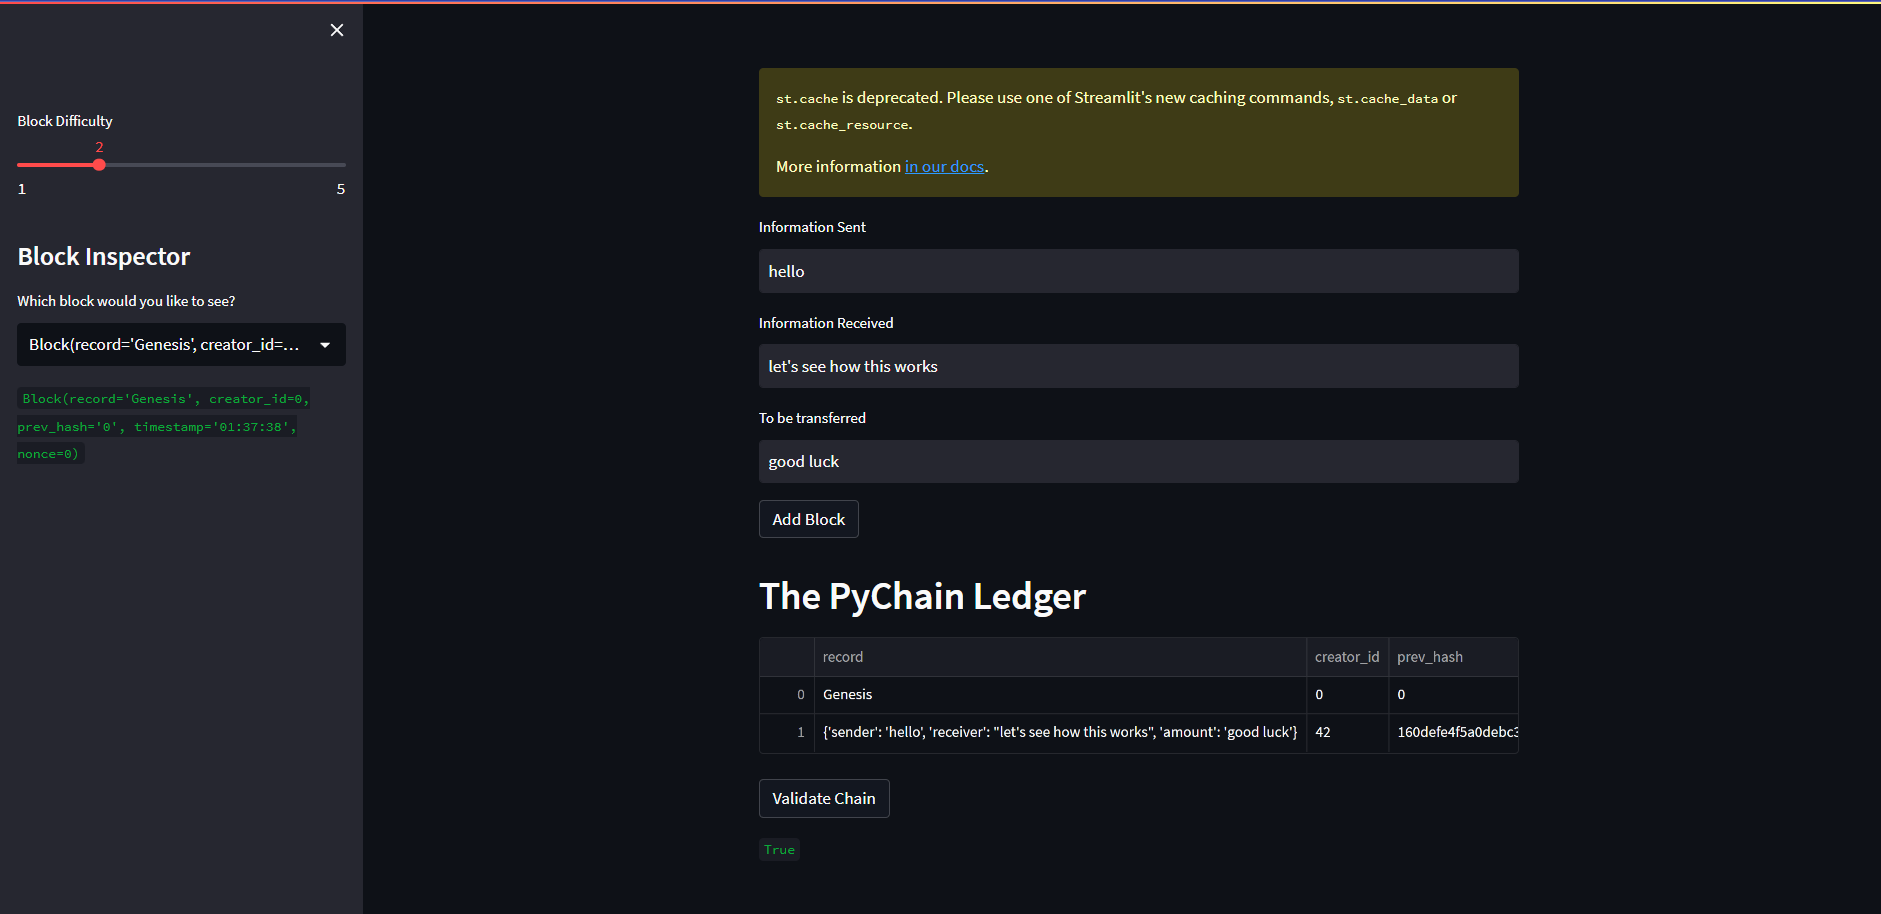 Block Difficulty
2
1 5
Block Inspector
Which block would you like to see?
Block(record='Genesis', creator_id=...
Block(record='Genesis', creator_id=0,
prev_hash='0', timestamp='01:37:38',
nonce=0)
st.cache is deprecated. Please use one of Streamlit's new caching commands, st.cache_data or
st.cache_resource.
More information in our docs.
Information Sent
hello
Information Received
let's see how this works
To be transferred
good luck
Add Block
The PyChain Ledger
record creator_id prev_hash
0 Genesis 0 0
1 {'sender': 'hello', 'receiver': "let's see how this works", 'amount': 'good luck'} 42 160defe4f5a0debc3
Validate Chain
True